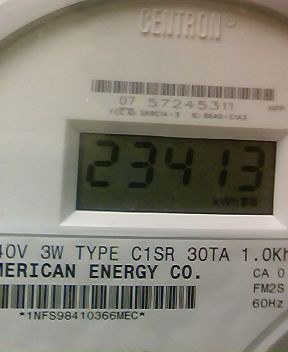 CENTRON
07 57245311
23413
kWh
40V 3W TYPE C1SR 30TA 1.0Kh
MERICAN ENERGY CO.
CA 0
FM2S
60Hz
*1NFS98410366MEC*